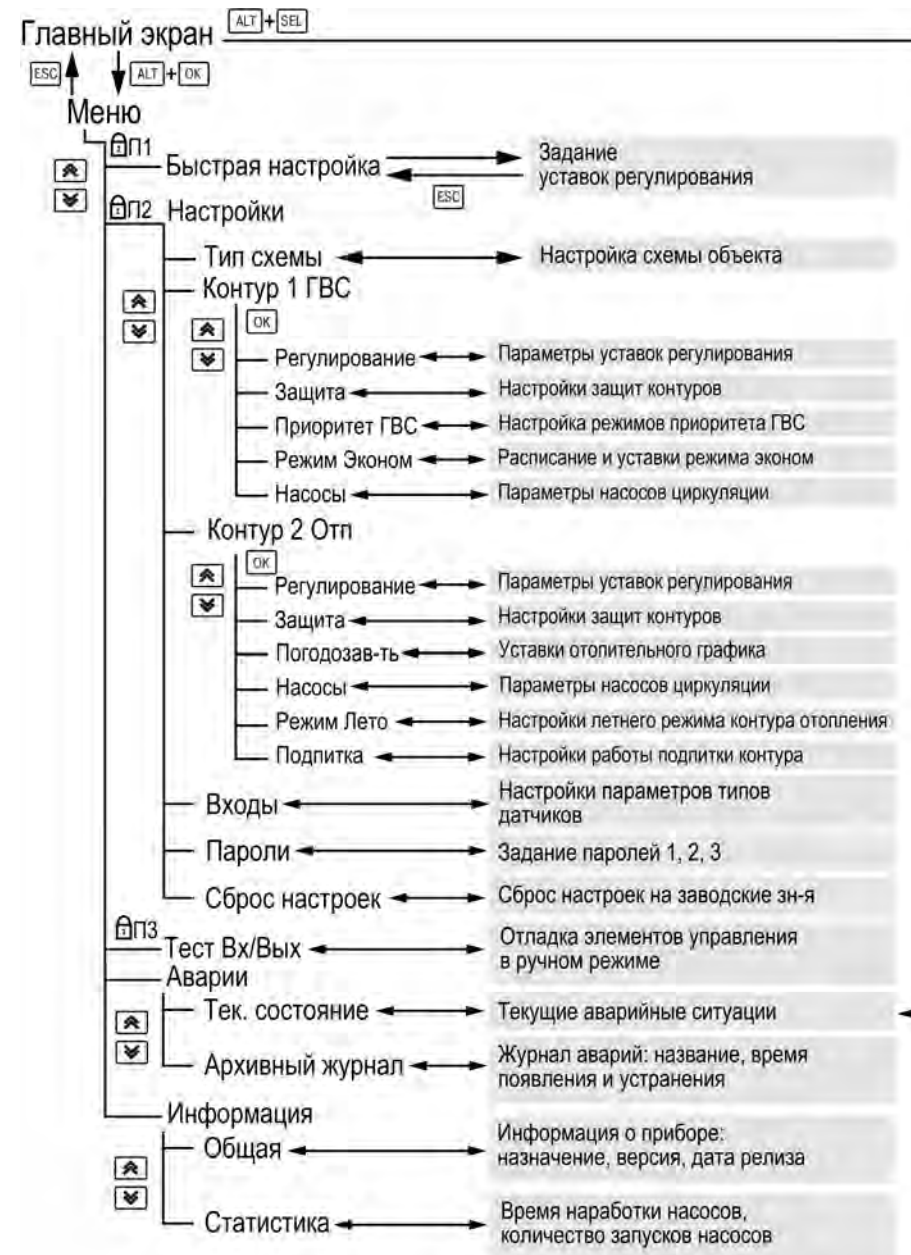 Главный экран ALT+SEL
ESC ALT+OK
Меню
П1
Быстрая настройка
Задание
уставок регулирования
ESC
П2 Настройки
Тип схемы Настройка схемы объекта
Контур 1 ГВС
OK
Регулирование Параметры уставок регулирования
Защита Настройки защит контуров
Приоритет ГВС Настройка режимов приоритета ГВС
Режим Эконом Расписание и уставки режима эконом
Насосы Параметры насосов циркуляции
Контур 2 Отп
OK
Регулирование Параметры уставок регулирования
Защита Настройки защит контуров
Погодозав-ть Уставки отопительного графика
Насосы Параметры насосов циркуляции
Режим Лето Настройки летнего режима контура отопления
Подпитка Настройки работы подпитки контура
Входы Настройки параметров типов
датчиков
Пароли Задание паролей 1, 2, 3
Сброс настроек Сброс настроек на заводские зн-я
П3
Тест Вх/Вых Отладка элементов управления
в ручном режиме
Аварии
Тек. состояние Текущие аварийные ситуации
Архивный журнал Журнал аварий: название, время
появления и устранения
Информация
Общая Информация о приборе:
назначение, версия, дата релиза
Статистика Время наработки насосов,
количество запусков насосов